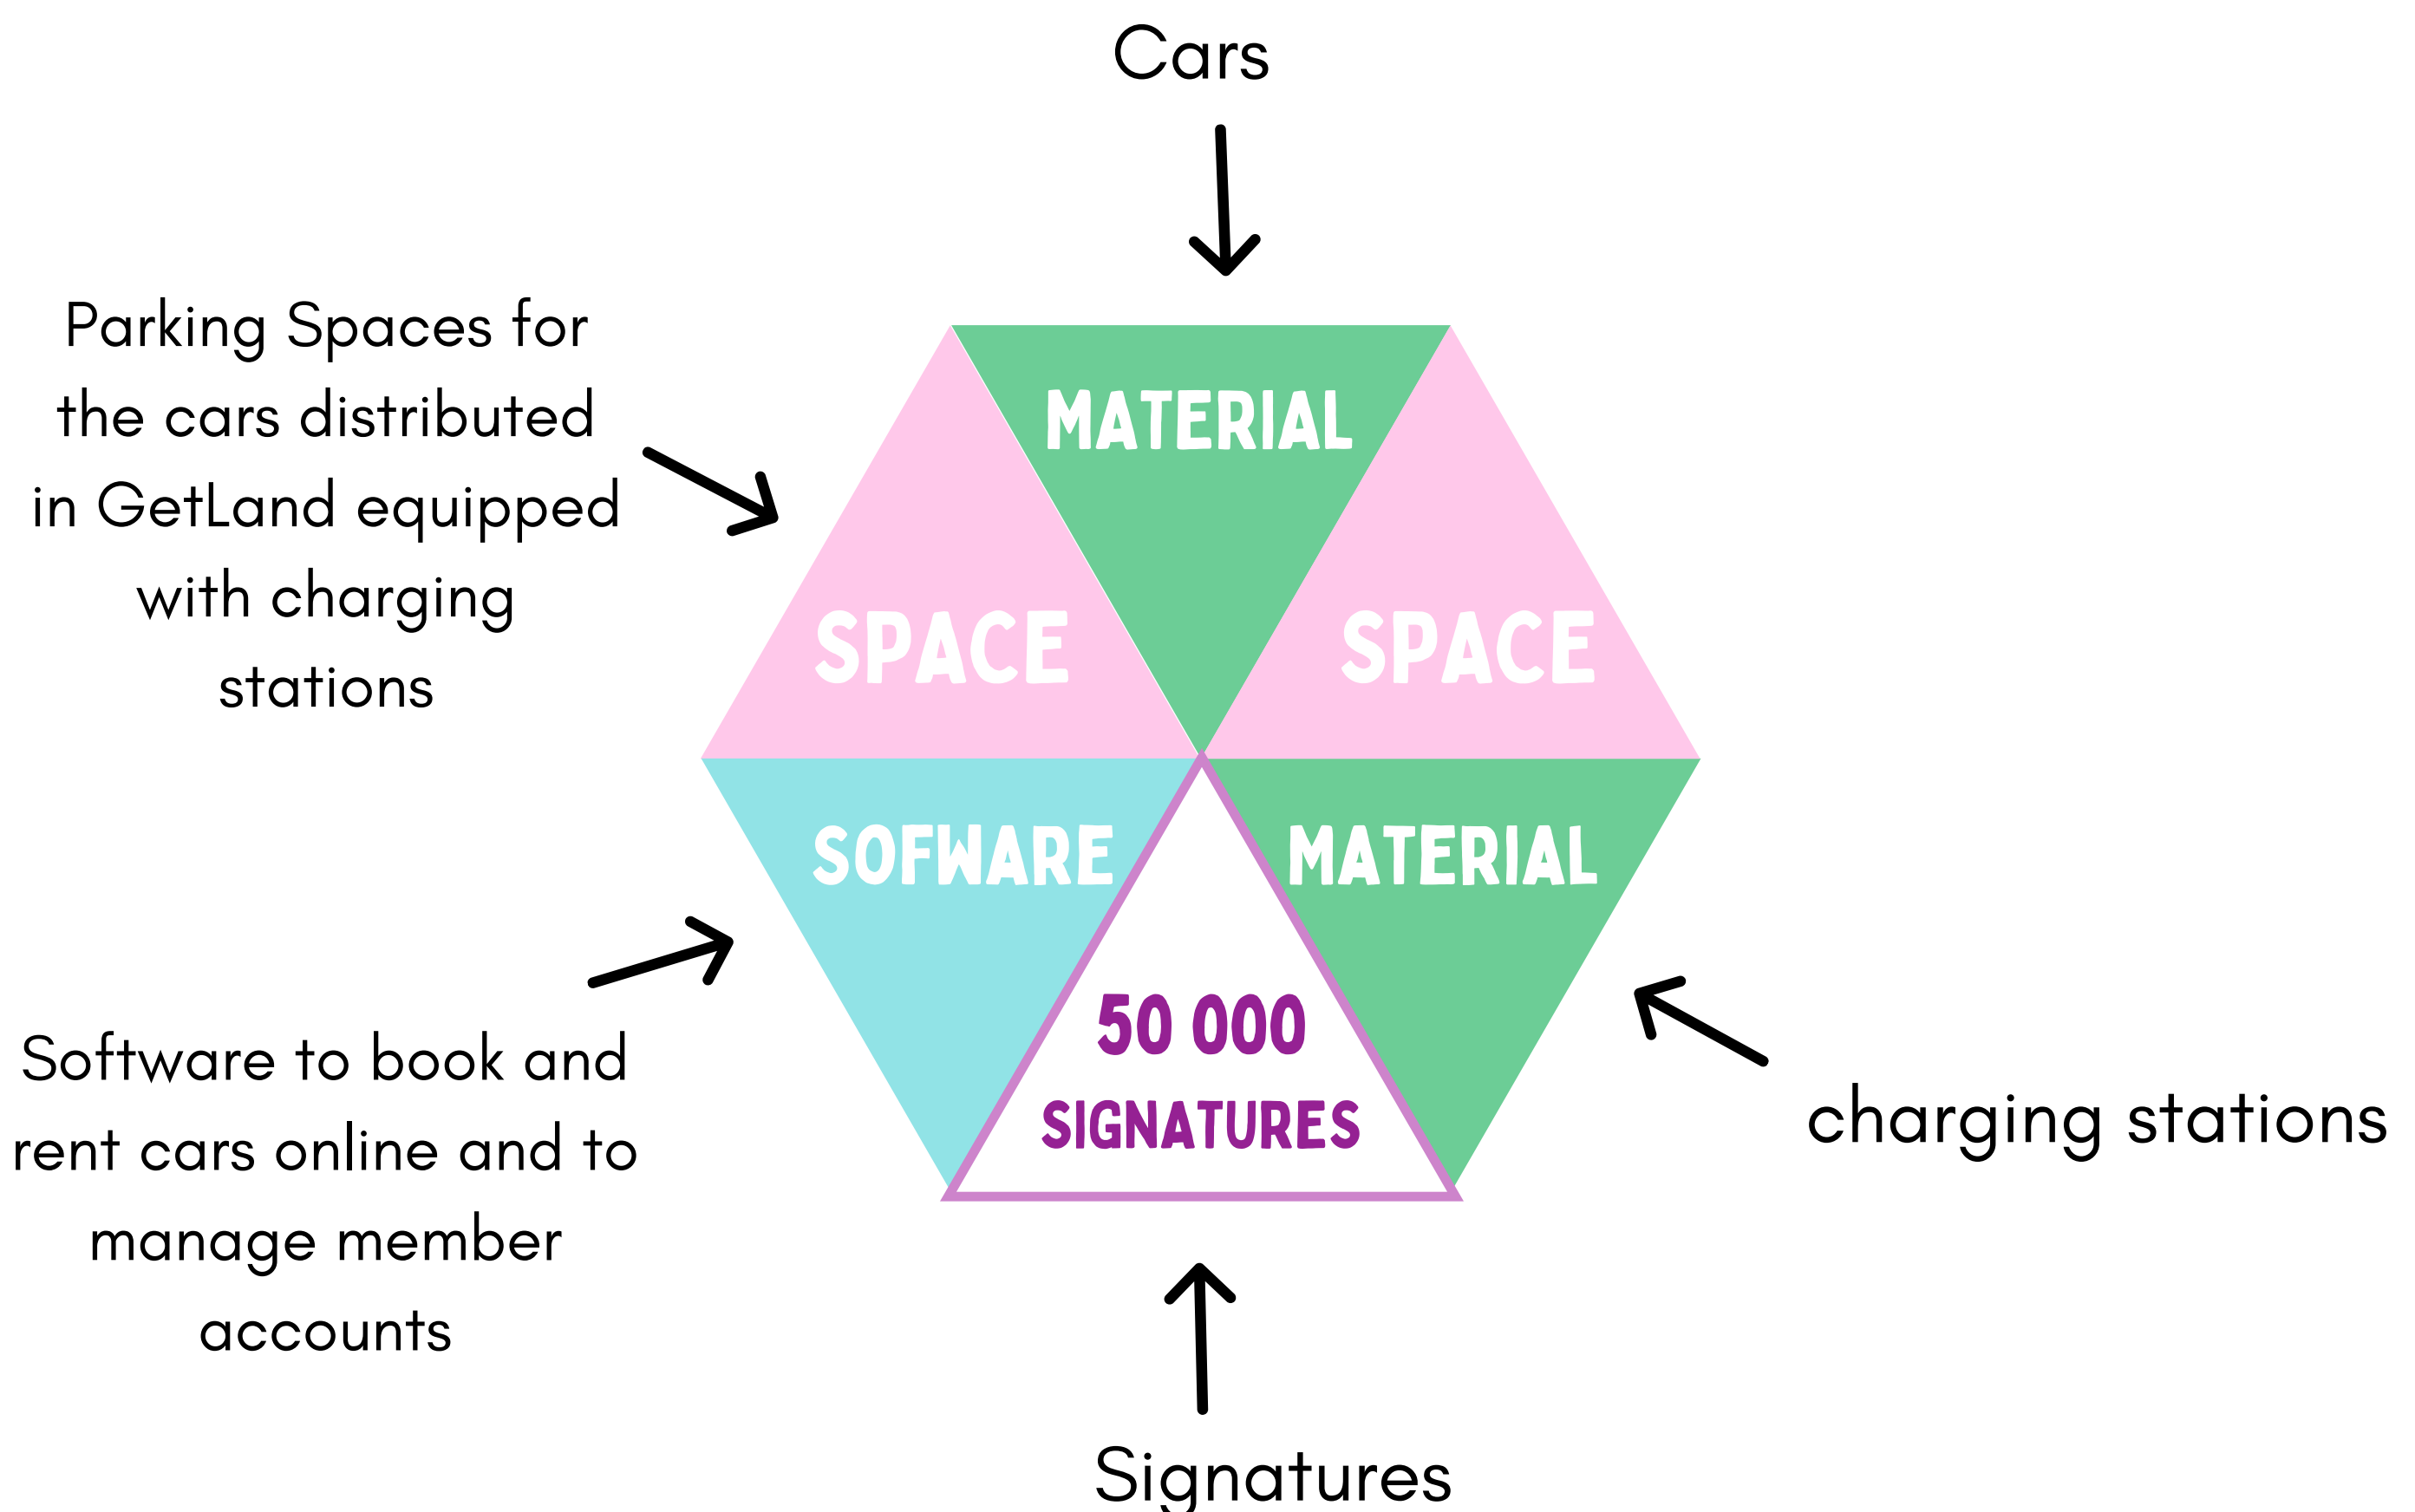 Cars
Parking Spaces for
the cars distributed
in GetLand equipped
with charging
stations
MATERIAL
SPACE
SPACE
SOFWARE
MATERIAL
50 000
SIGNATURES
Software to book and
rent cars online and to
manage member
accounts
charging stations
Signatures